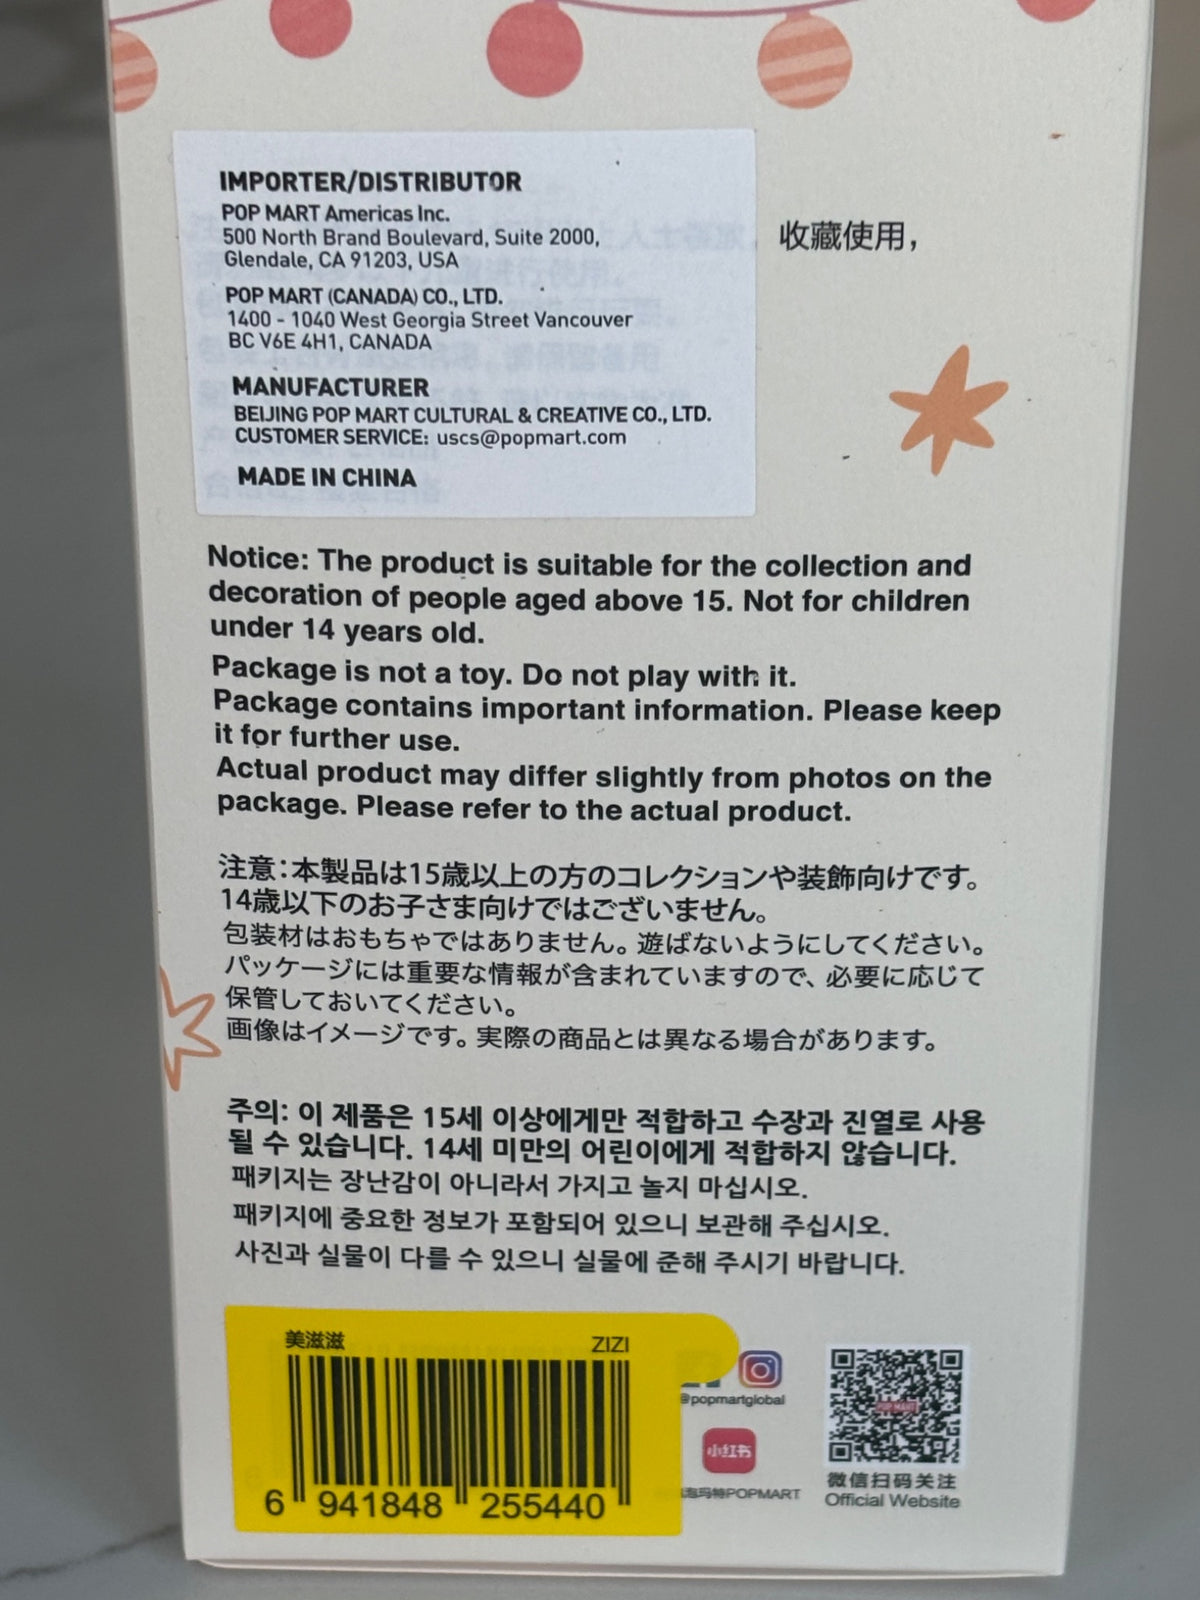 IMPORTER/DISTRIBUTOR
POP MART Americas Inc.
500 North Brand Boulevard, Suite 2000,
Glendale, CA 91203, USA
POP MART (CANADA) CO., LTD.
1400 - 1040 West Georgia Street Vancouver
BC V6E 4H1, CANADA
MANUFACTURER
BEIJING POP MART CULTURAL & CREATIVE CO., LTD.
CUSTOMER SERVICE: uscs@popmart.com
MADE IN CHINA
收藏使用，
Notice: The product is suitable for the collection and
decoration of people aged above 15. Not for children
under 14 years old.
Package is not a toy. Do not play with it.
Package contains important information. Please keep
it for further use.
Actual product may differ slightly from photos on the
package. Please refer to the actual product.
注意：本製品は15歳以上の方のコレクションや装飾向けです。
14歳以下のお子さま向けではございません。
包装材はおもちゃではありません。遊ばないようにしてください。
パッケージには重要な情報が含まれていますので、必要に応じて
保管しておいてください。
画像はイメージです。実際の商品とは異なる場合があります。
주의: 이 제품은 15세 이상에게만 적합하고 수장과 진열로 사용
될 수 있습니다. 14세 미만의 어린이에게 적합하지 않습니다.
패키지는 장난감이 아니라서 가지고 놀지 마십시오.
패키지에 중요한 정보가 포함되어 있으니 보관해 주십시오.
사진과 실물이 다를 수 있으니 실물에 준해 주시기 바랍니다.
美滋滋 ZIZI
6 941848 255440
@popmartglobal
小红书
泡玛特POPMART
POP MART
微信扫码关注
Official Website